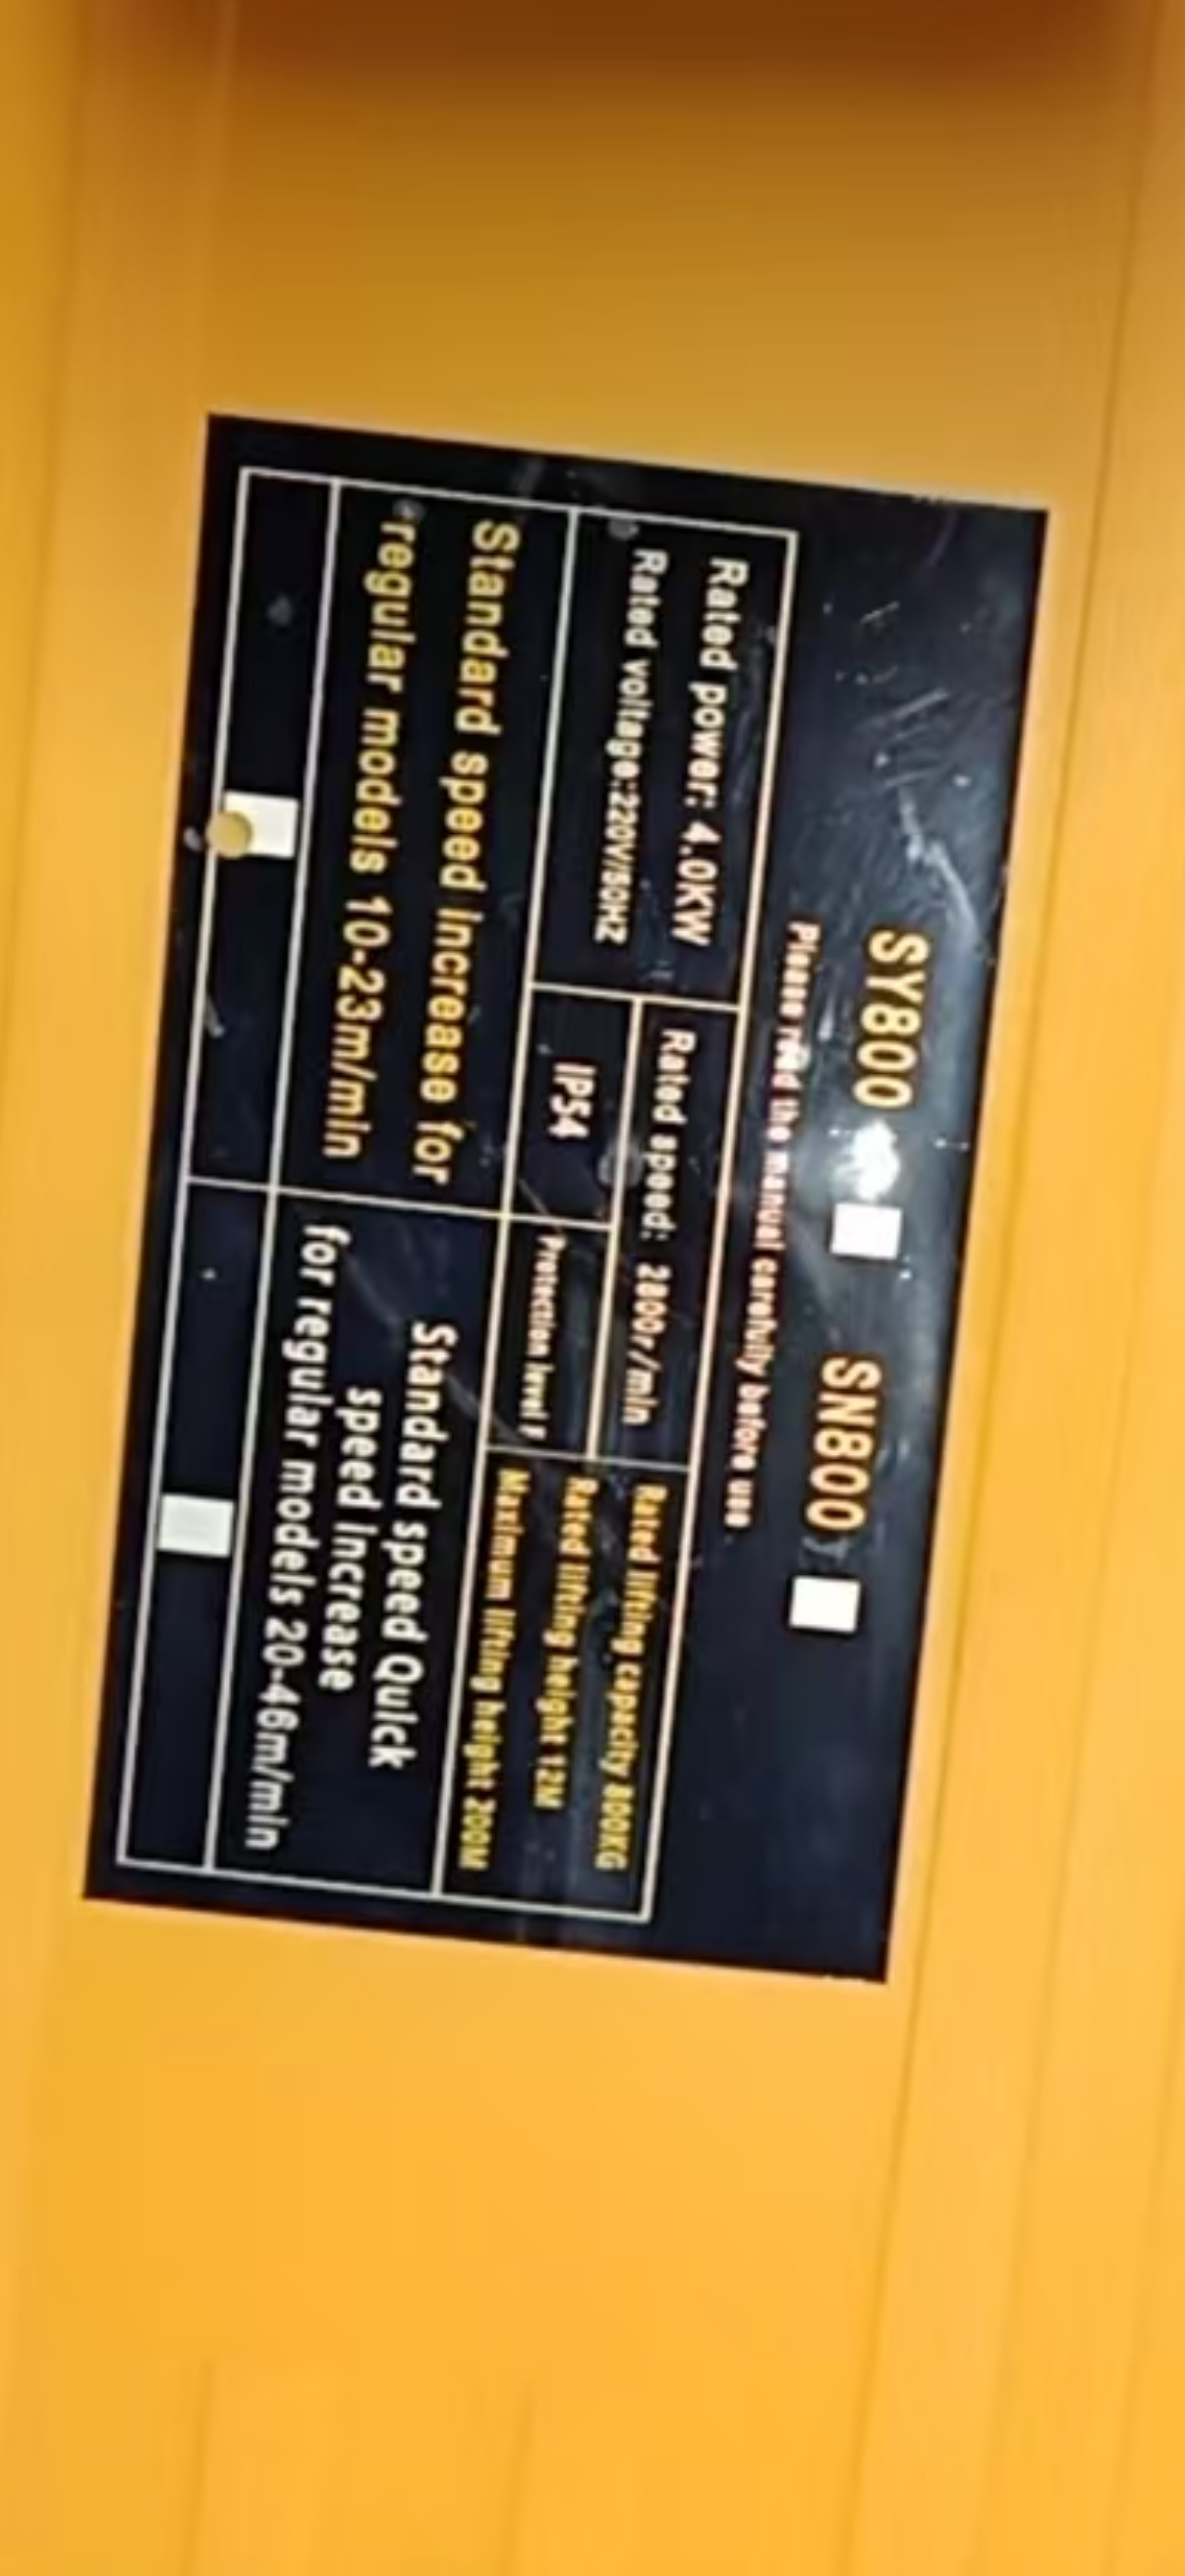 SY800 SN800
Please read the manual carefully before use
Rated power: 4.0KW
Rated voltage:220V/50HZ
Rated speed: 2800r/min
IP54
Protection level F
Rated lifting capacity 800KG
Rated lifting height 12M
Maximum lifting height 200M
Standard speed increase for
regular models 10-23m/min
Standard speed Quick
speed increase
for regular models 20-46m/min